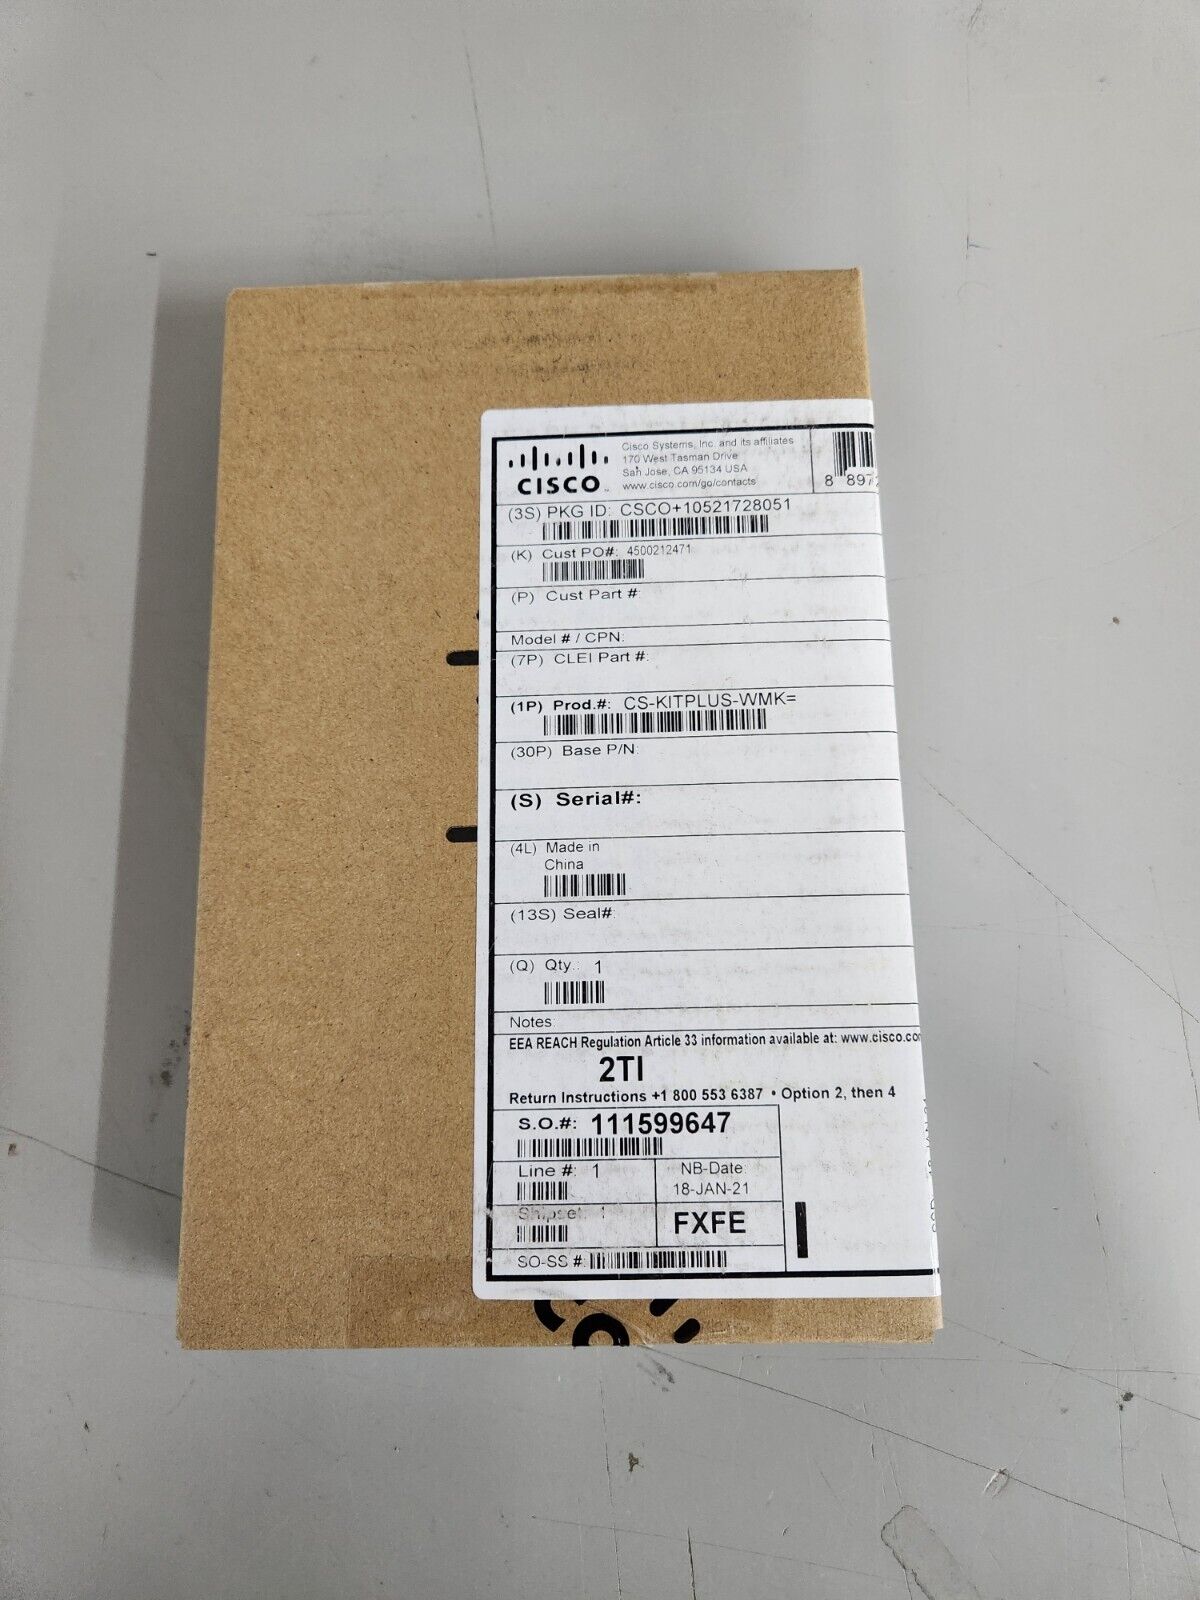 Cisco Systems, Inc. and its affiliates
170 West Tasman Drive
San Jose, CA 95134 USA
www.cisco.com/go/contacts
CISCO
8 897
(3S) PKG ID: CSCO+10521728051
(K) Cust PO#: 4500212471
(P) Cust Part #:
Model # / CPN:
(7P) CLEI Part #:
(1P) Prod.#: CS-KITPLUS-WMK=
(30P) Base P/N:
(S) Serial#:
(4L) Made in
China
(13S) Seal#:
(Q) Qty.: 1
Notes:
EEA REACH Regulation Article 33 information available at: www.cisco.co
2TI
Return Instructions +1 800 553 6387 • Option 2, then 4
S.O.#: 111599647
Line #: 1
NB-Date:
18-JAN-21
Shipset: 1
FXFE
SO-SS #: